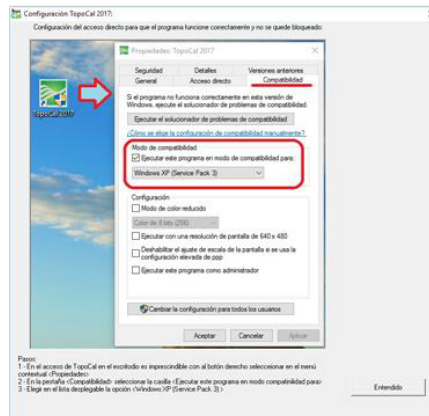 Configuración TopoCal 2017:
Configuración del acceso directo para que el programa funcione correctamente y no se quede bloqueado:
TopoCal 2017
Propiedades: TopoCal 2017
Seguridad Detalles Versiones anteriores
General Acceso directo Compatibilidad
Si el programa no funciona correctamente en esta versión de
Windows, ejecute el solucionador de problemas de compatibilidad.
Ejecutar el solucionador de problemas de compatibilidad
¿Cómo se elige la configuración de compatibilidad manualmente?
Modo de compatibilidad
Ejecutar este programa en modo de compatibilidad para:
Windows XP (Service Pack 3)
Configuración
Modo de color reducido
Color de 8 bits (256)
Ejecutar con una resolución de pantalla de 640 x 480
Deshabilitar el ajuste de escala de la pantalla si se usa la
configuración elevada de ppp
Ejecutar este programa como administrador
Cambiar la configuración para todos los usuarios
Aceptar Cancelar Aplicar
Pasos:
1 - En el acceso de TopoCal en el escritodio es imprescindible con al botón derecho seleccioonar en el menú
contextual <Propiedades>
2 - En la pestaña <Compatibilidad> seleccionar la casilla <Ejecutar este programa en modo compatinilidad para>
3 - Elegir en el lista desplegable la opción <Windows XP (Service Pack 3) >
Entendido